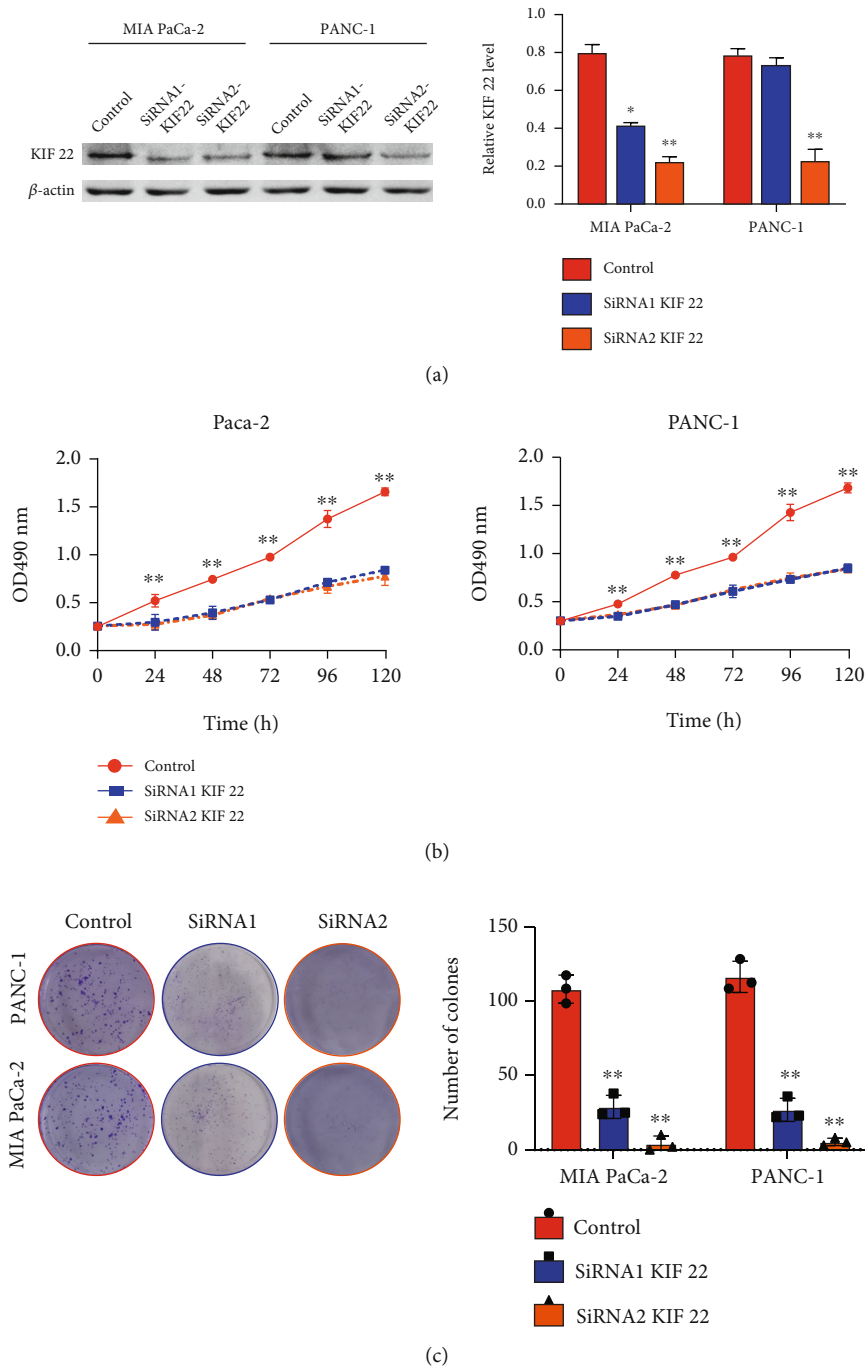 MIA PaCa-2 PANC-1
Control SiRNA1-KIF22 SiRNA2-KIF22 Control SiRNA1-KIF22 SiRNA2-KIF22
KIF 22
β-actin
Relative KIF 22 level
0.8
0.6
0.4
0.2
0.0
*
**
**
MIA PaCa-2 PANC-1
Control
SiRNA1 KIF 22
SiRNA2 KIF 22
(a)
Paca-2
OD490 nm
2.0
1.5
1.0
0.5
0.0
** ** ** ** **
0 24 48 72 96 120
Time (h)
PANC-1
OD490 nm
2.0
1.5
1.0
0.5
0.0
** ** ** ** **
0 24 48 72 96 120
Time (h)
Control
SiRNA1 KIF 22
SiRNA2 KIF 22
(b)
Control SiRNA1 SiRNA2
PANC-1
MIA PaCa-2
Number of colones
150
100
50
0
** ** ** **
MIA PaCa-2 PANC-1
Control
SiRNA1 KIF 22
SiRNA2 KIF 22
(c)